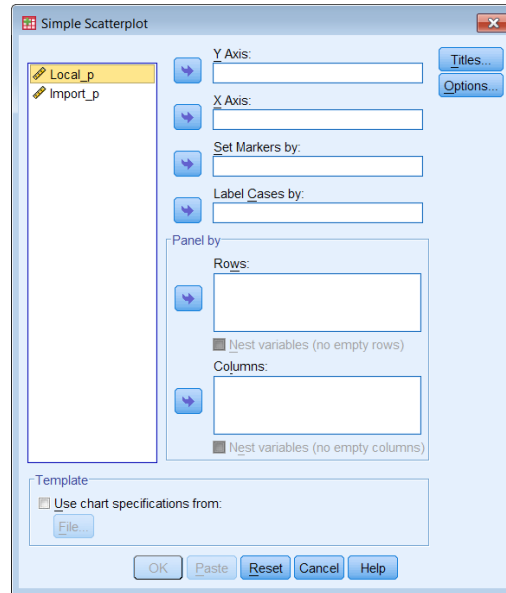 Simple Scatterplot
Local_p
Import_p
Y Axis:
X Axis:
Set Markers by:
Label Cases by:
Titles...
Options...
Panel by
Rows:
Nest variables (no empty rows)
Columns:
Nest variables (no empty columns)
Template
Use chart specifications from:
File...
OK Paste Reset Cancel Help